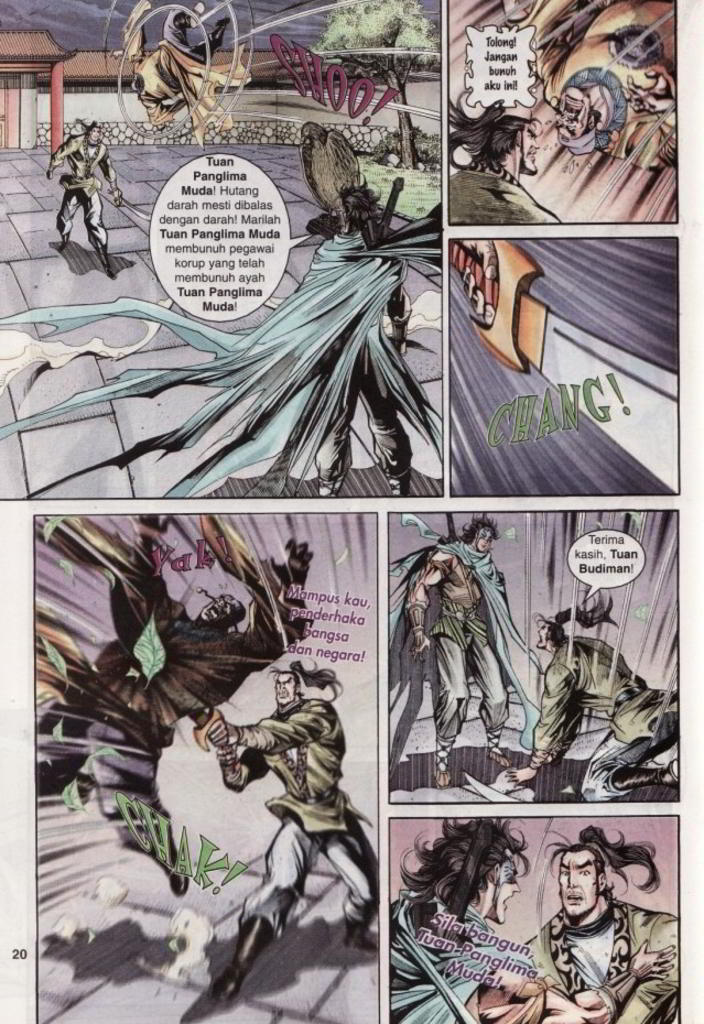 CHOO!
Tuan
Panglima
Muda! Hutang
darah mesti dibalas
dengan darah! Marilah
Tuan Panglima Muda
membunuh pegawai
korup yang telah
membunuh ayah
Tuan Panglima
Muda!
Tolong!
Jangan
bunuh
aku ini!
CHANG!
Yak!
Mampus kau,
penderhaka
bangsa
dan negara!
CHAK!
Terima
kasih, Tuan
Budiman!
Sila bangun,
Tuan Panglima
Muda!
20